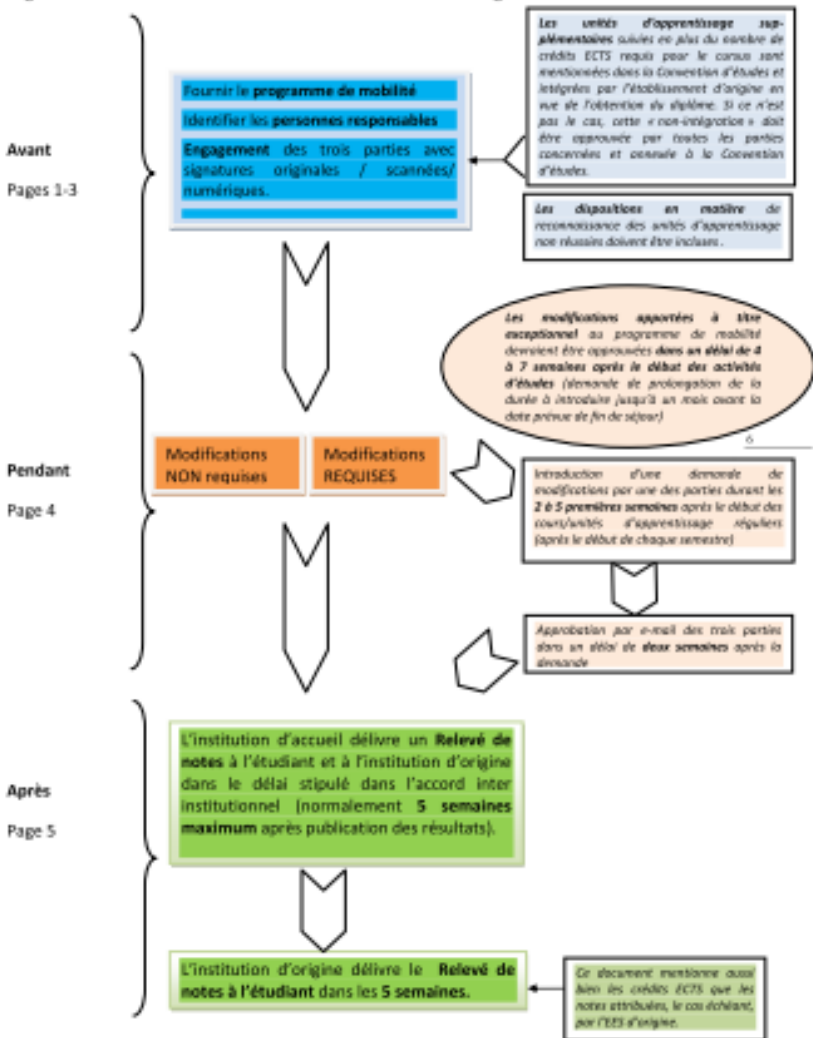 Les unités d'apprentissage sup-
plémentaires suivies en plus du nombre de
crédits ECTS requis pour le cursus sont
mentionnées dans la Convention d'études et
intégrées par l'établissement d'origine en
vue de l'obtention du diplôme. Si ce n'est
pas le cas, cette « non-intégration » doit
être approuvée par toutes les parties
concernées et annexée à la Convention
d'études.
Fournir le programme de mobilité
Identifier les personnes responsables
Engagement des trois parties avec
signatures originales / scannées/
numériques.
Avant
Pages 1-3
Les dispositions en matière de
reconnaissance des unités d'apprentissage
non réussies doivent être incluses .
Les modifications apportées à titre
exceptionnel au programme de mobilité
devraient être approuvées dans un délai de 4
à 7 semaines après le début des activités
d'études (demande de prolongation de la
durée à introduire jusqu'à un mois avant la
date prévue de fin de séjour)
6
Pendant
Page 4
Modifications
NON requises
Modifications
REQUISES
Introduction d'une demande de
modifications par une des parties durant les
2 à 5 premières semaines après le début des
cours/unités d'apprentissage réguliers
(après le début de chaque semestre)
Approbation par e-mail des trois parties
dans un délai de deux semaines après la
demande
Après
Page 5
L'institution d'accueil délivre un Relevé de
notes à l'étudiant et à l'institution d'origine
dans le délai stipulé dans l'accord inter
institutionnel (normalement 5 semaines
maximum après publication des résultats).
L'institution d'origine délivre le Relevé de
notes à l'étudiant dans les 5 semaines.
Ce document mentionne aussi
bien les crédits ECTS que les
notes attribuées, le cas échéant,
par l'EES d'origine.